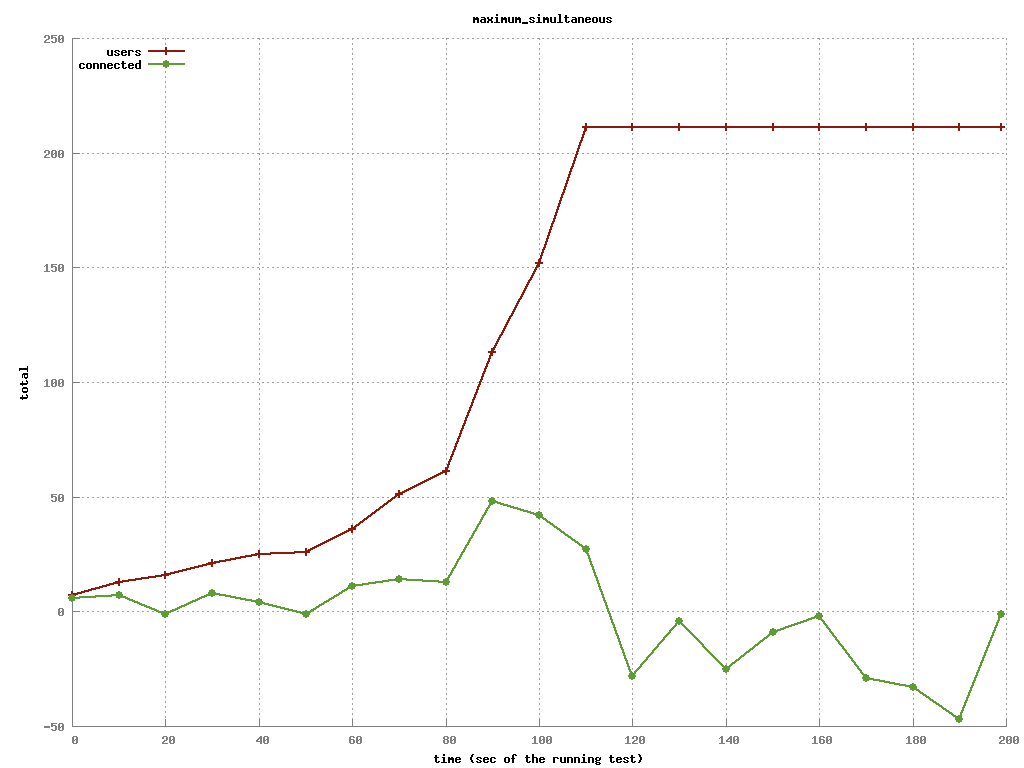 maximum_simultaneous
250
users
connected
200
150
total
100
50
0
-50
0 20 40 60 80 100 120 140 160 180 200
time (sec of the running test)